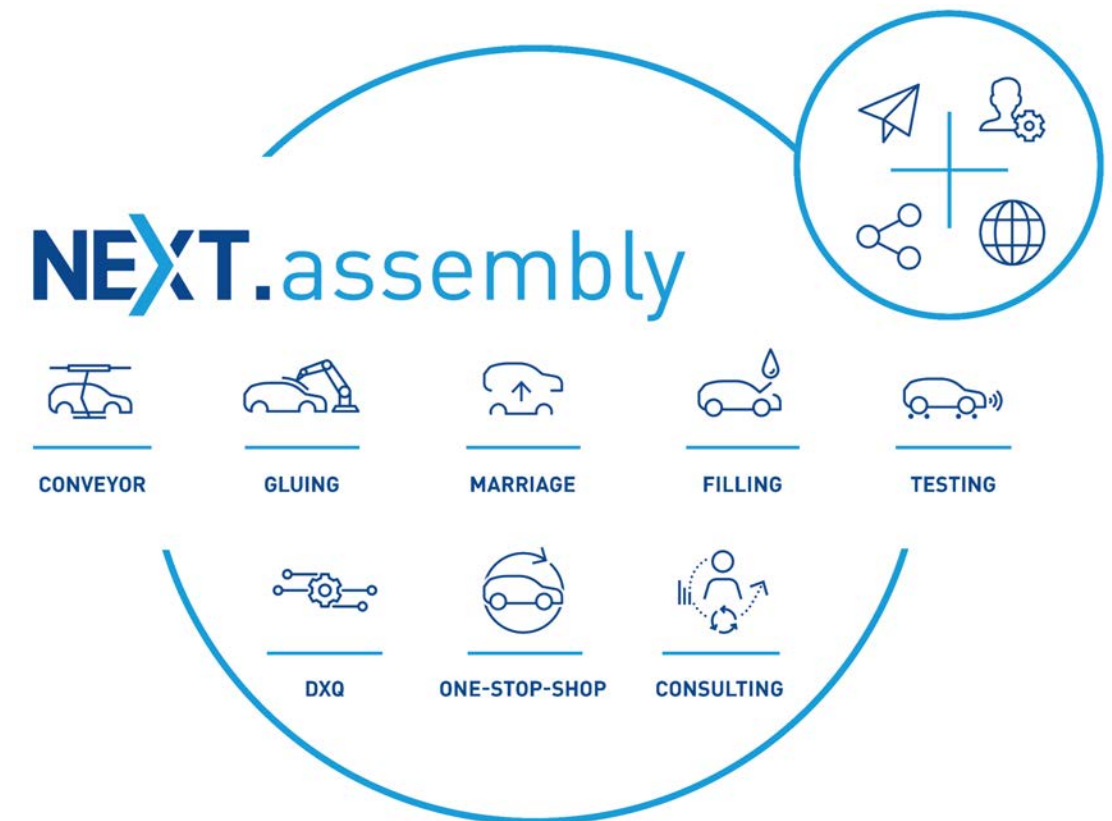 NEXT.assembly
CONVEYOR
GLUING
MARRIAGE
FILLING
TESTING
DXQ
ONE-STOP-SHOP
CONSULTING